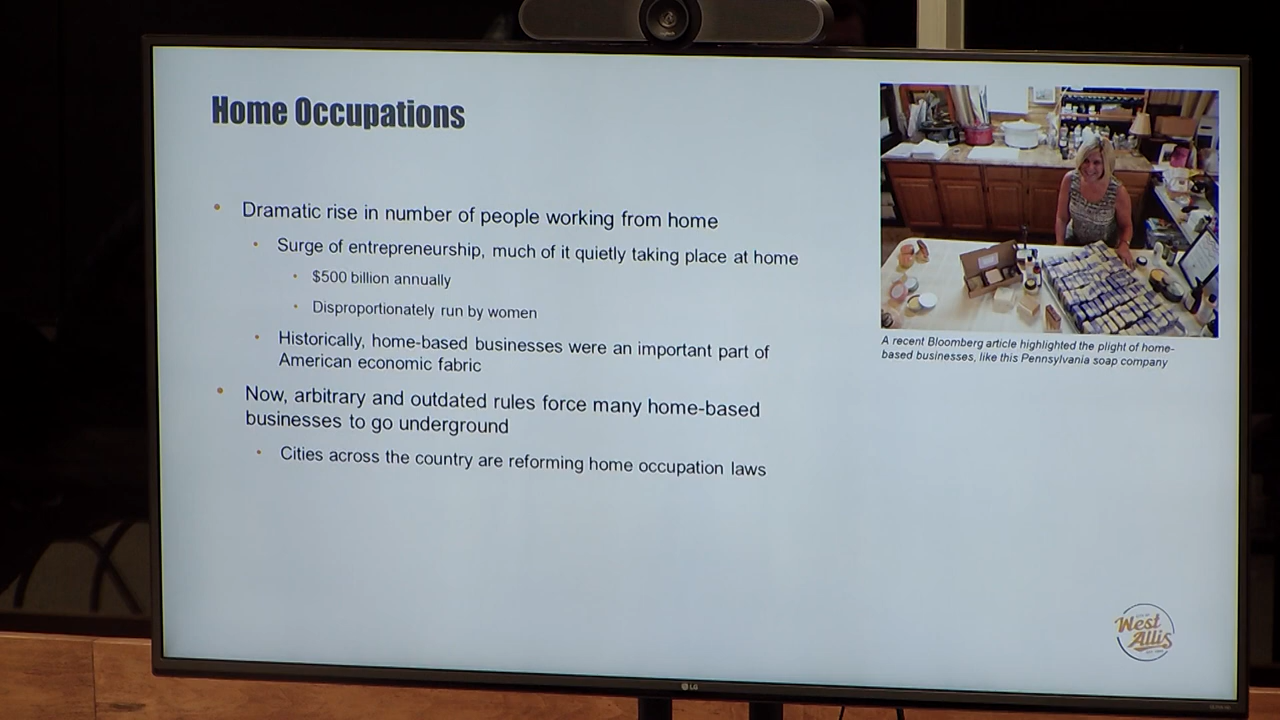 Home Occupations
• Dramatic rise in number of people working from home
• Surge of entrepreneurship, much of it quietly taking place at home
• $500 billion annually
• Disproportionately run by women
• Historically, home-based businesses were an important part of
American economic fabric
• Now, arbitrary and outdated rules force many home-based
businesses to go underground
• Cities across the country are reforming home occupation laws
A recent Bloomberg article highlighted the plight of home-
based businesses, like this Pennsylvania soap company
West
Allis
LG